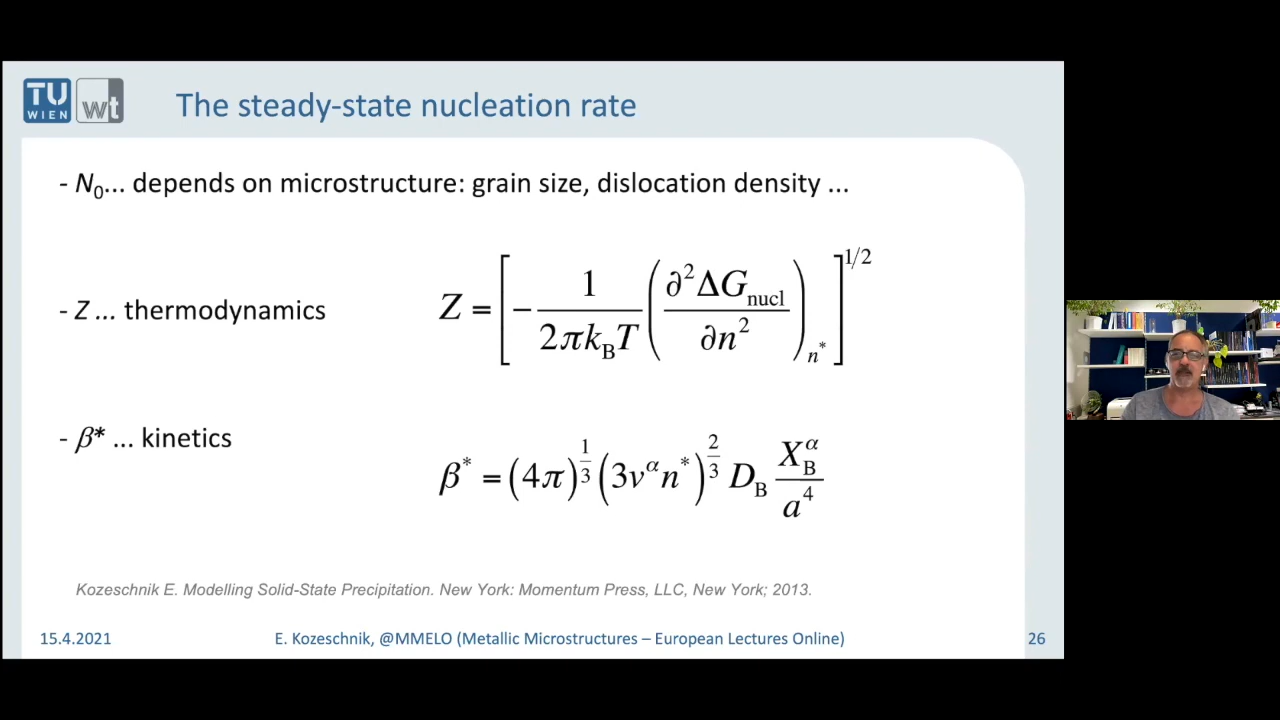 TU
WIEN
wt
The steady-state nucleation rate
- N₀... depends on microstructure: grain size, dislocation density ...
- Z ... thermodynamics
Z = [ − 1/(2πk_B T) (∂²ΔG_nucl/∂n²)_n* ]^1/2
- β* ... kinetics
β* = (4π)^1/3 (3v^α n*)^2/3 D_B X_B^α/a⁴
Kozeschnik E. Modelling Solid-State Precipitation. New York: Momentum Press, LLC, New York; 2013.
15.4.2021
E. Kozeschnik, @MMELO (Metallic Microstructures – European Lectures Online)
26